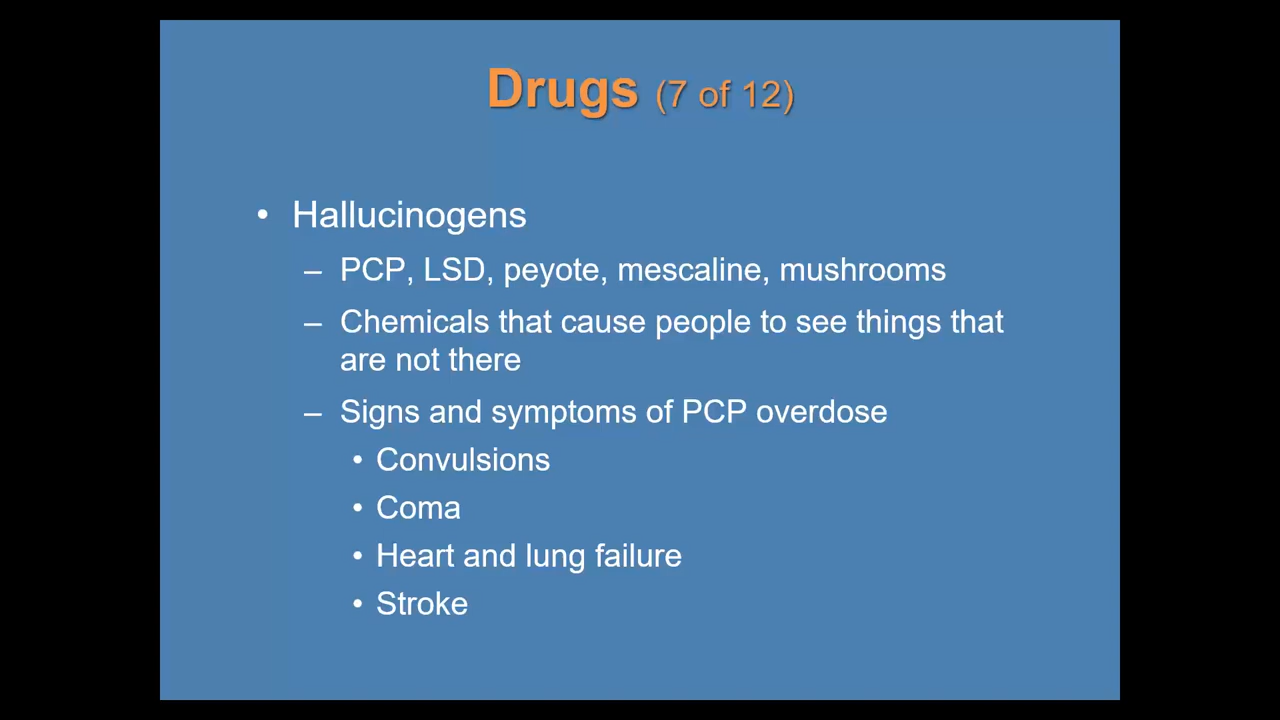 Drugs (7 of 12)
• Hallucinogens
– PCP, LSD, peyote, mescaline, mushrooms
– Chemicals that cause people to see things that
are not there
– Signs and symptoms of PCP overdose
• Convulsions
• Coma
• Heart and lung failure
• Stroke